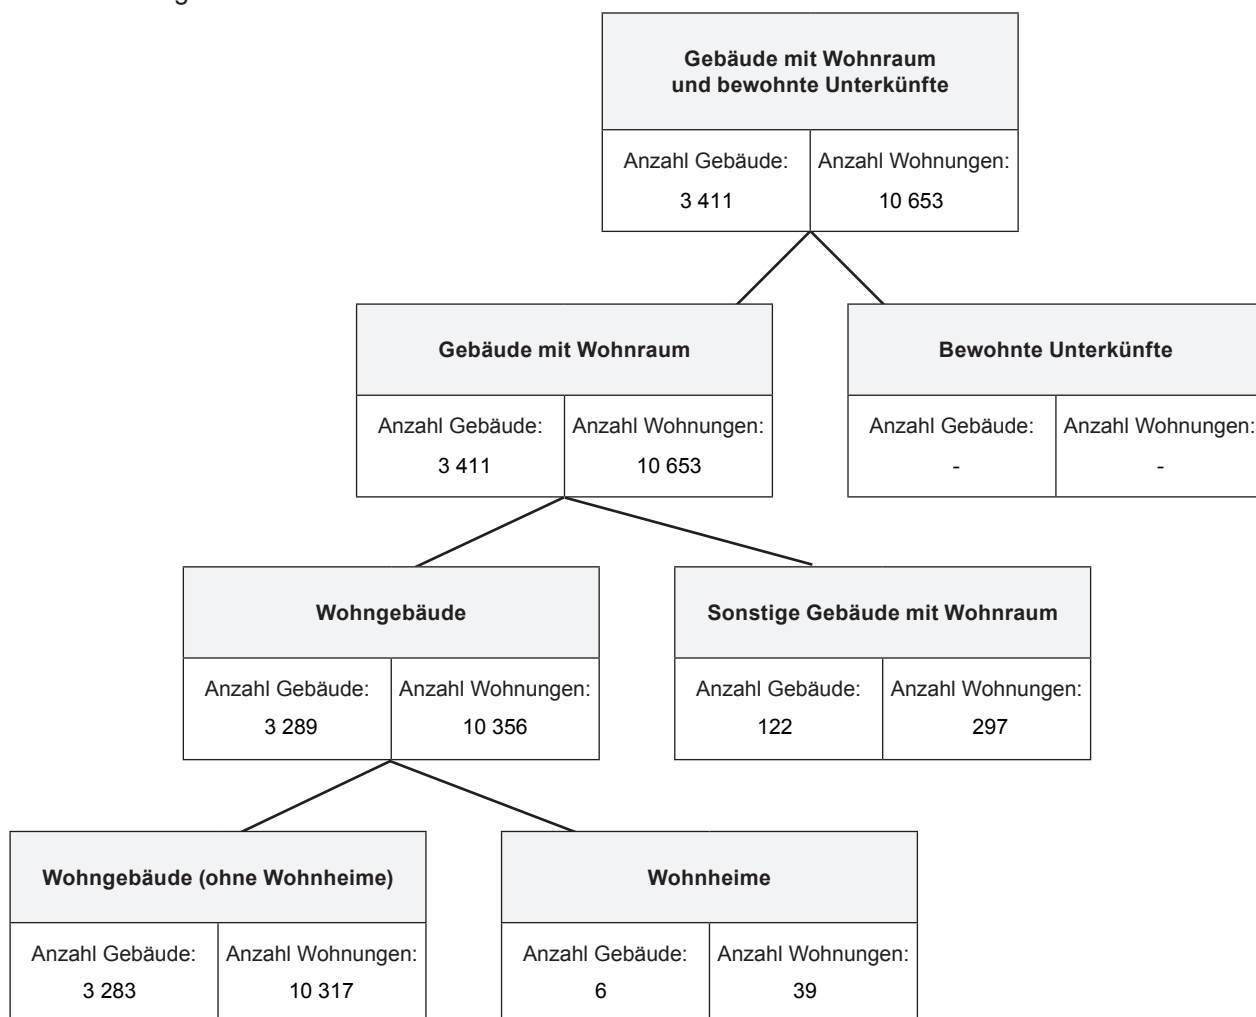 Gebäude mit Wohnraum
und bewohnte Unterkünfte
Anzahl Gebäude: Anzahl Wohnungen:
3 411 10 653
Gebäude mit Wohnraum Bewohnte Unterkünfte
Anzahl Gebäude: Anzahl Wohnungen: Anzahl Gebäude: Anzahl Wohnungen:
3 411 10 653 - -
Wohngebäude Sonstige Gebäude mit Wohnraum
Anzahl Gebäude: Anzahl Wohnungen: Anzahl Gebäude: Anzahl Wohnungen:
3 289 10 356 122 297
Wohngebäude (ohne Wohnheime) Wohnheime
Anzahl Gebäude: Anzahl Wohnungen: Anzahl Gebäude: Anzahl Wohnungen:
3 283 10 317 6 39